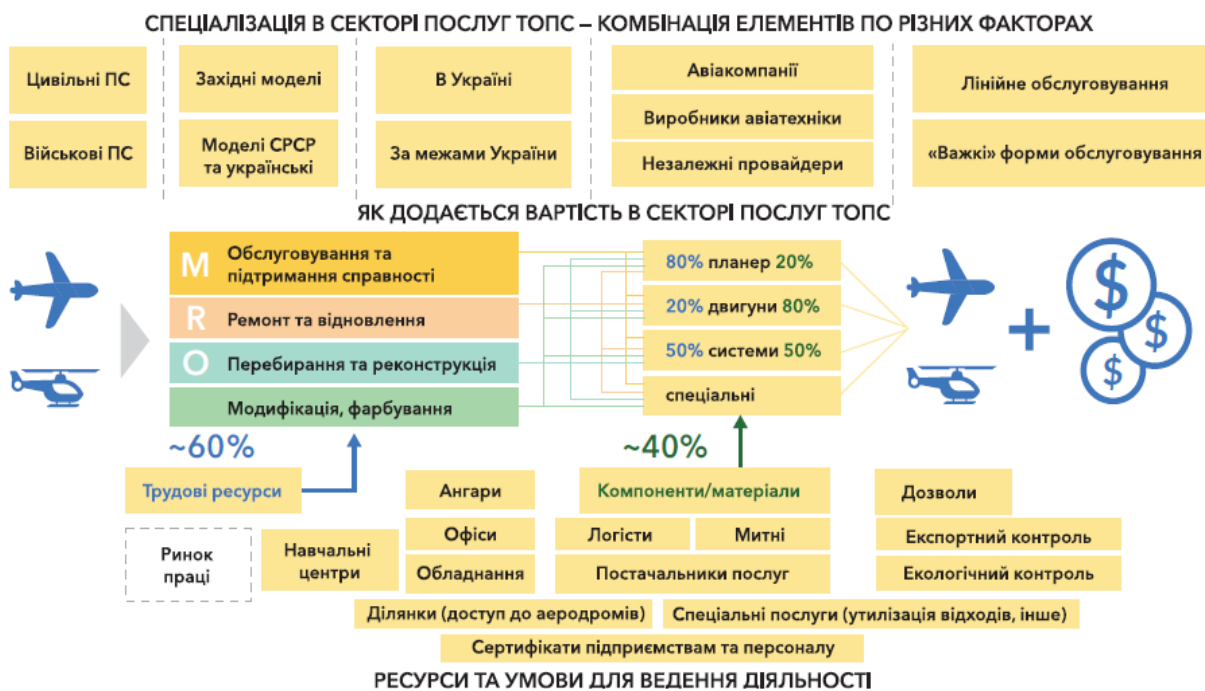 СПЕЦІАЛІЗАЦІЯ В СЕКТОРІ ПОСЛУГ ТОПС – КОМБІНАЦІЯ ЕЛЕМЕНТІВ ПО РІЗНИХ ФАКТОРАХ
Цивільні ПС
Військові ПС
Західні моделі
Моделі СРСР
та українські
В Україні
За межами України
Авіакомпанії
Виробники авіатехніки
Незалежні провайдери
Лінійне обслуговування
«Важкі» форми обслуговування
ЯК ДОДАЄТЬСЯ ВАРТІСТЬ В СЕКТОРІ ПОСЛУГ ТОПС
M
Обслуговування та
підтримання справності
R
Ремонт та відновлення
O
Перебирання та реконструкція
Модифікація, фарбування
80% планер 20%
20% двигуни 80%
50% системи 50%
спеціальні
+
$
$
$
~60%
~40%
Трудові ресурси
Ринок
праці
Навчальні
центри
Ангари
Офіси
Обладнання
Компоненти/матеріали
Логісти
Митні
Постачальники послуг
Дозволи
Експортний контроль
Екологічний контроль
Ділянки (доступ до аеродромів)
Спеціальні послуги (утилізація відходів, інше)
Сертифікати підприємствам та персоналу
РЕСУРСИ ТА УМОВИ ДЛЯ ВЕДЕННЯ ДІЯЛЬНОСТІ